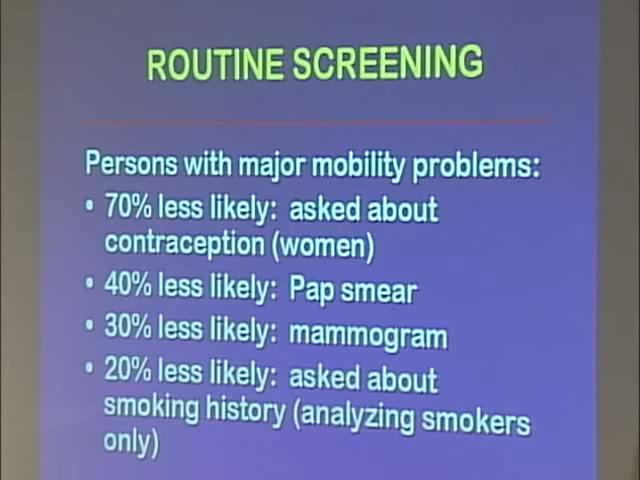 ROUTINE SCREENING
Persons with major mobility problems:
• 70% less likely: asked about
contraception (women)
• 40% less likely: Pap smear
• 30% less likely: mammogram
• 20% less likely: asked about
smoking history (analyzing smokers
only)